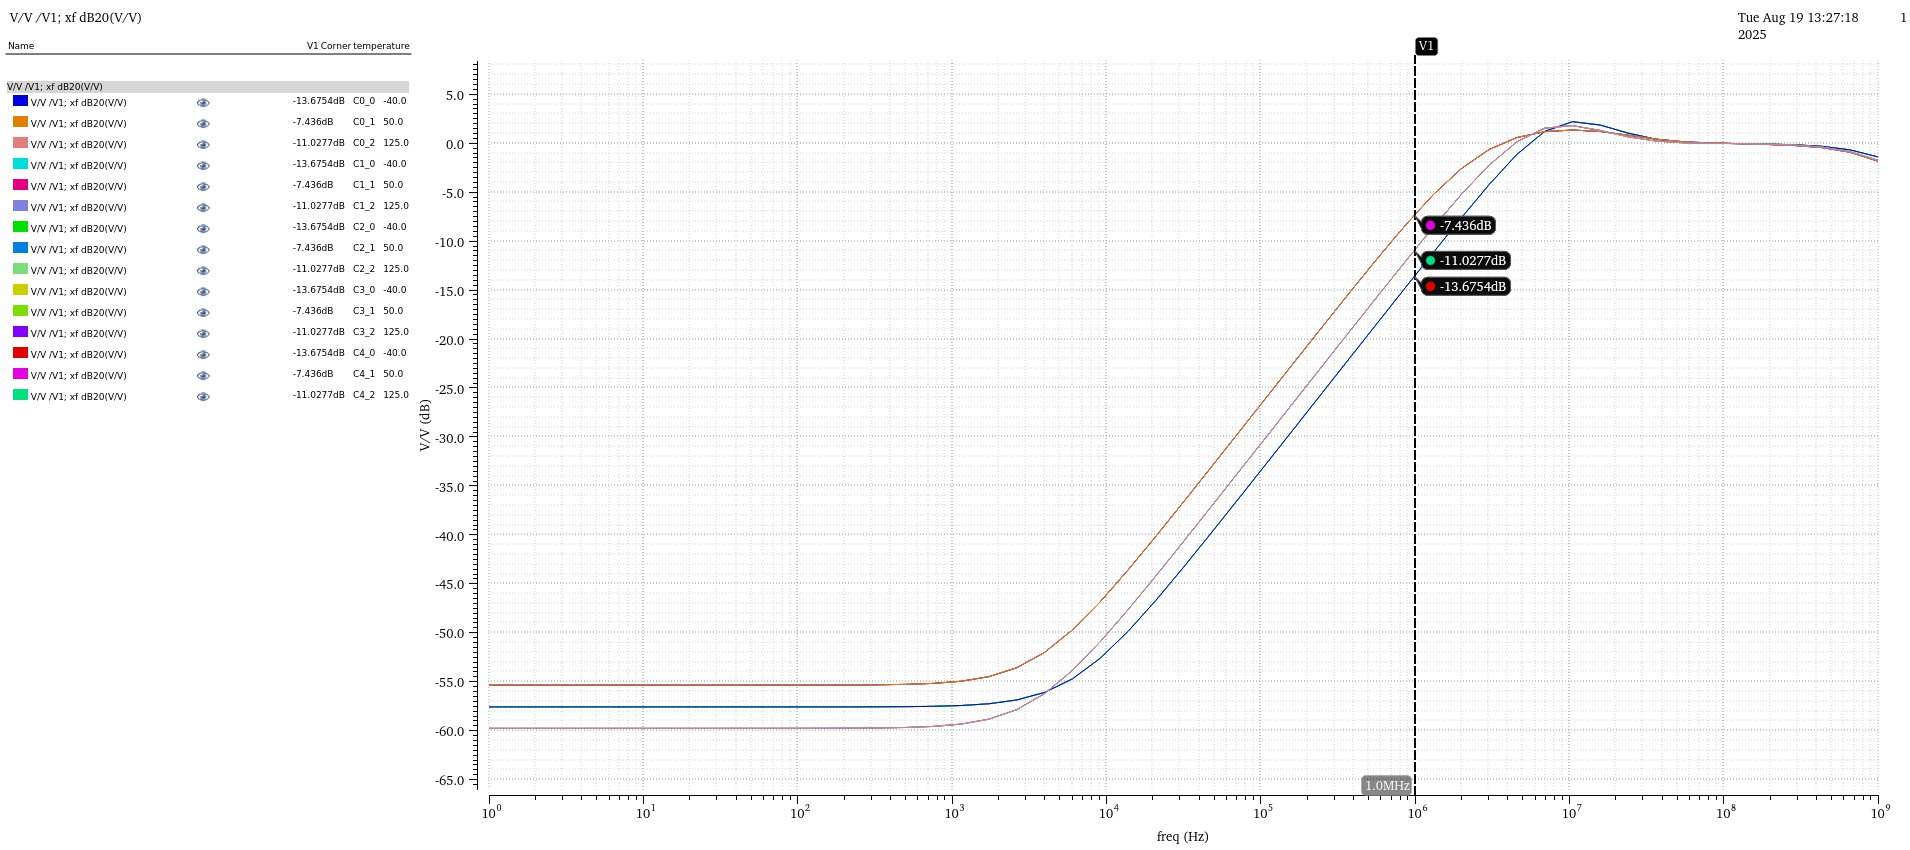 V/V /V1; xf dB20(V/V)
Tue Aug 19 13:27:18 2025
1
Name V1 Corner temperature
V/V /V1; xf dB20(V/V)
V/V /V1; xf dB20(V/V) -13.6754dB C0_0 -40.0
V/V /V1; xf dB20(V/V) -7.436dB C0_1 50.0
V/V /V1; xf dB20(V/V) -11.0277dB C0_2 125.0
V/V /V1; xf dB20(V/V) -13.6754dB C1_0 -40.0
V/V /V1; xf dB20(V/V) -7.436dB C1_1 50.0
V/V /V1; xf dB20(V/V) -11.0277dB C1_2 125.0
V/V /V1; xf dB20(V/V) -13.6754dB C2_0 -40.0
V/V /V1; xf dB20(V/V) -7.436dB C2_1 50.0
V/V /V1; xf dB20(V/V) -11.0277dB C2_2 125.0
V/V /V1; xf dB20(V/V) -13.6754dB C3_0 -40.0
V/V /V1; xf dB20(V/V) -7.436dB C3_1 50.0
V/V /V1; xf dB20(V/V) -11.0277dB C3_2 125.0
V/V /V1; xf dB20(V/V) -13.6754dB C4_0 -40.0
V/V /V1; xf dB20(V/V) -7.436dB C4_1 50.0
V/V /V1; xf dB20(V/V) -11.0277dB C4_2 125.0
V/V (dB)
5.0
0.0
-5.0
-10.0
-15.0
-20.0
-25.0
-30.0
-35.0
-40.0
-45.0
-50.0
-55.0
-60.0
-65.0
V1
-7.436dB
-11.0277dB
-13.6754dB
1.0MHz
10⁰ 10¹ 10² 10³ 10⁴ 10⁵ 10⁶ 10⁷ 10⁸ 10⁹
freq (Hz)